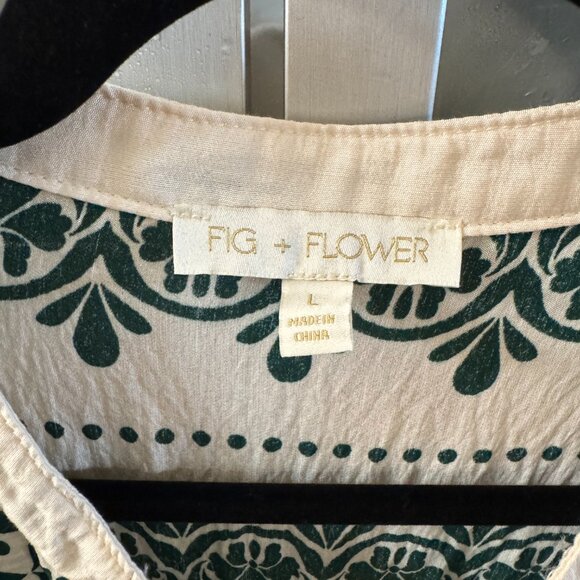 FIG + FLOWER
L
MADE IN
CHINA